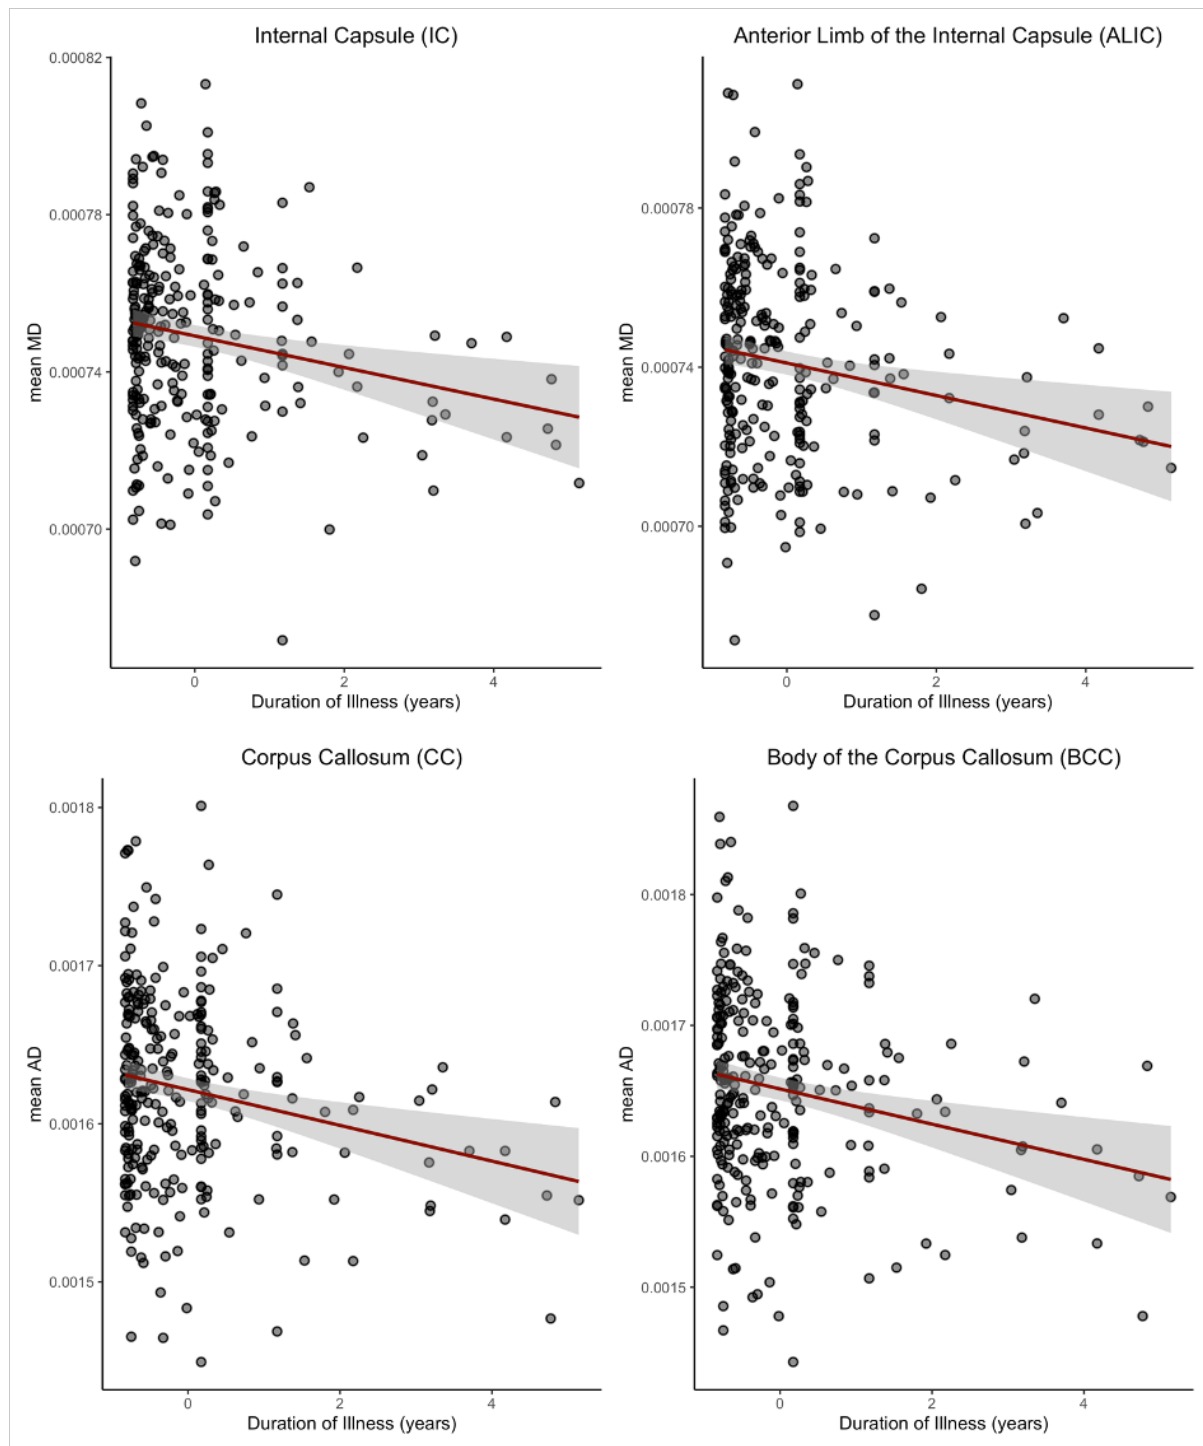 Internal Capsule (IC)
0.00082
0.00078
0.00074
0.00070
mean MD
0 2 4
Duration of Illness (years)
Anterior Limb of the Internal Capsule (ALIC)
0.00078
0.00074
0.00070
mean MD
0 2 4
Duration of Illness (years)
Corpus Callosum (CC)
0.0018
0.0017
0.0016
0.0015
mean AD
0 2 4
Duration of Illness (years)
Body of the Corpus Callosum (BCC)
0.0018
0.0017
0.0016
0.0015
mean AD
0 2 4
Duration of Illness (years)